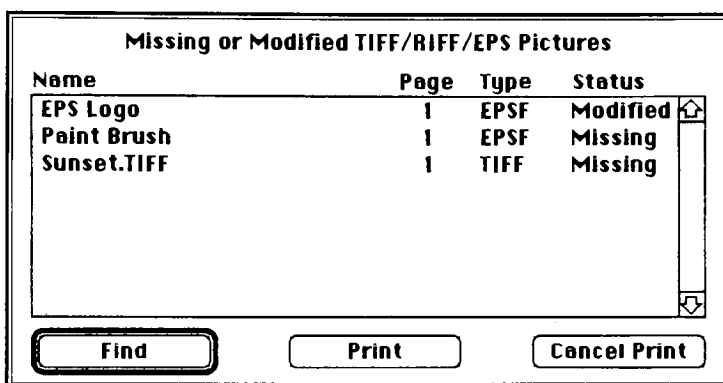 Missing or Modified TIFF/RIFF/EPS Pictures
Name Page Type Status
EPS Logo 1 EPSF Modified
Paint Brush 1 EPSF Missing
Sunset.TIFF 1 TIFF Missing
Find Print Cancel Print